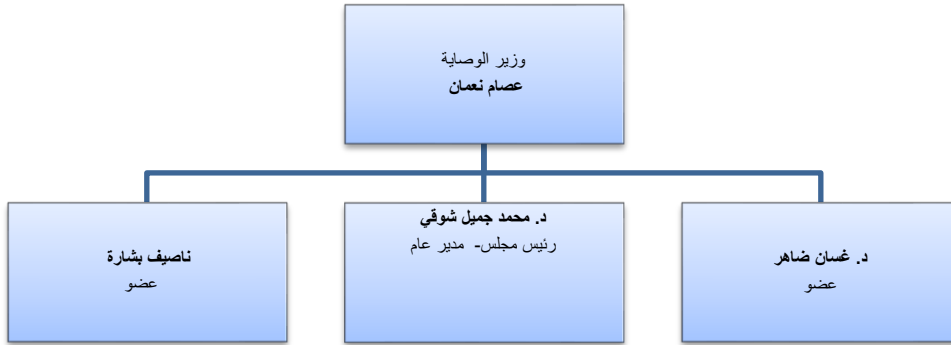 وزير الوصاية
عصام نعمان
د. غسان ضاهر
عضو
د. محمد جميل شوقي
رئيس مجلس- مدير عام
ناصيف بشارة
عضو